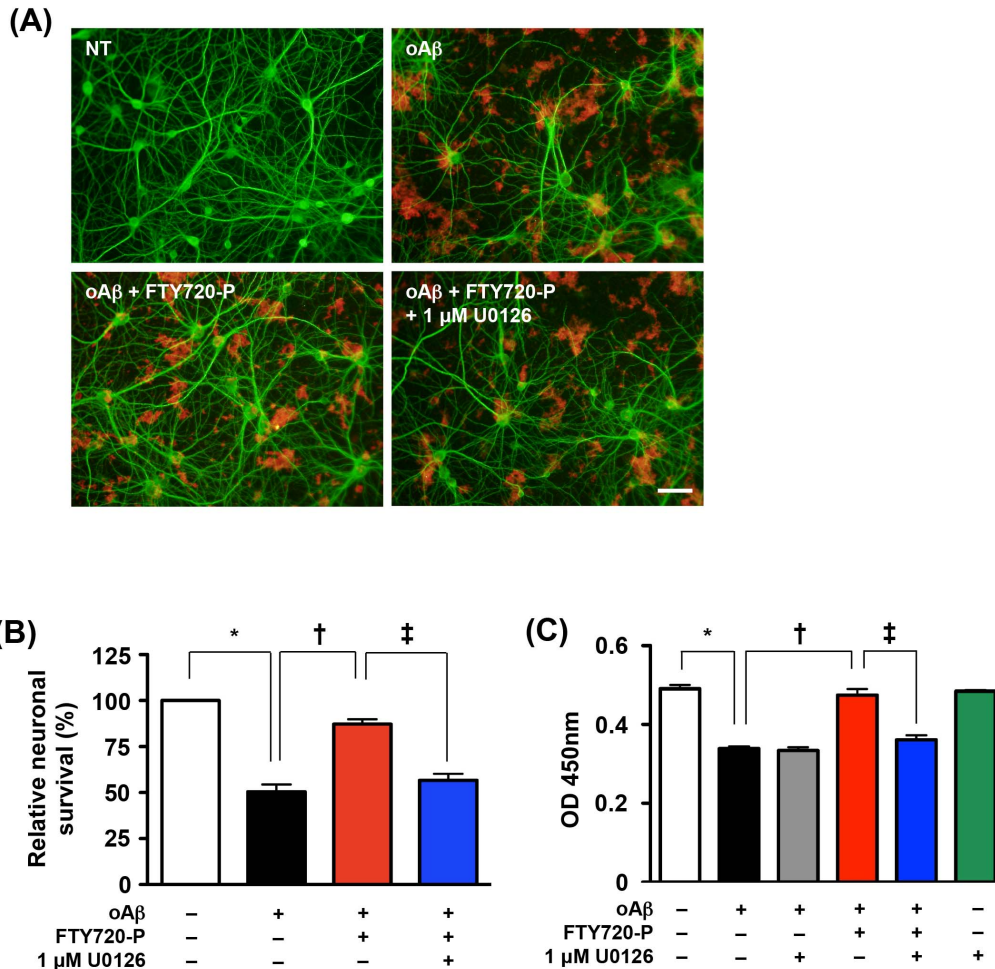 (A)
NT
oAβ
oAβ + FTY720-P
oAβ + FTY720-P
+ 1 µM U0126
(B)
* † ‡
Relative neuronal
survival (%)
125
100
75
50
25
0
oAβ – + + +
FTY720-P – – + +
1 µM U0126 – – – +
(C)
* † ‡
OD 450nm
0.6
0.4
0.2
0
oAβ – + + + + –
FTY720-P – – – + + –
1 µM U0126 – – + – + +